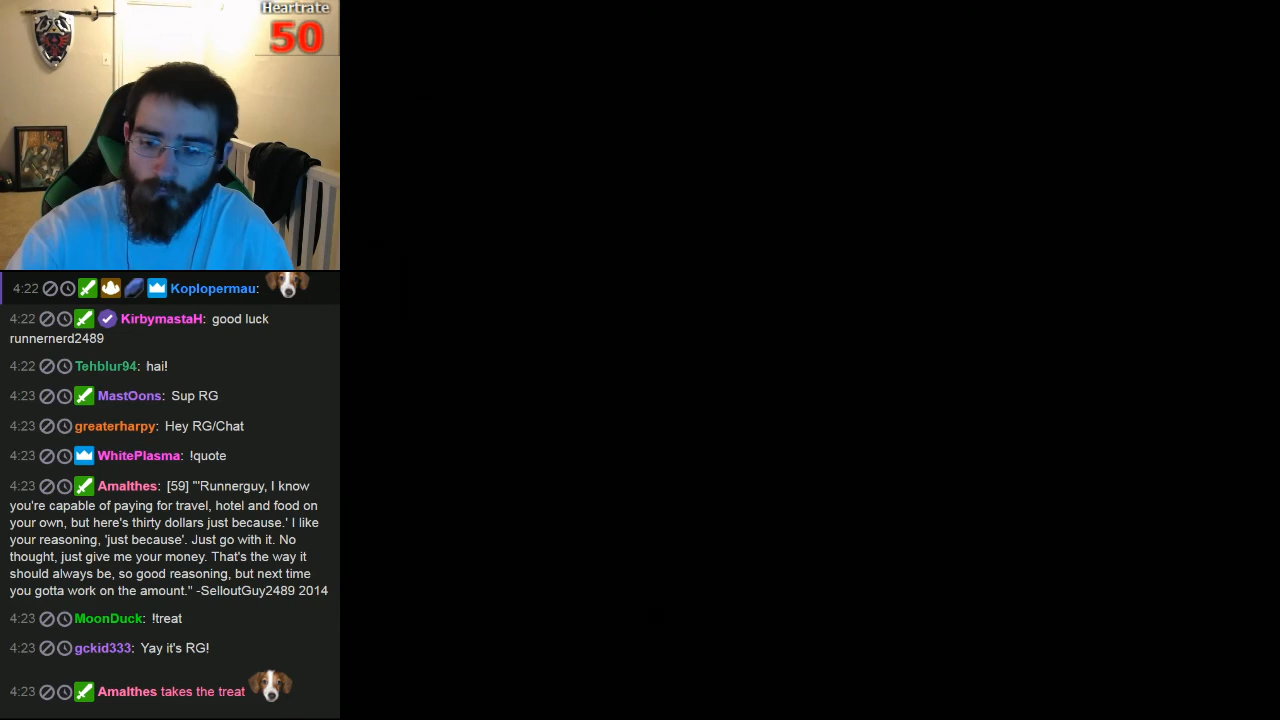 Heartrate
50
4:22 Koplopermau:
4:22 KirbymastaH: good luck
runnernerd2489
4:22 Tehblur94: hai!
4:23 MastOons: Sup RG
4:23 greaterharpy: Hey RG/Chat
4:23 WhitePlasma: !quote
4:23 Amalthes: [59] "'Runnerguy, I know
you're capable of paying for travel, hotel and food on
your own, but here's thirty dollars just because.' I like
your reasoning, 'just because'. Just go with it. No
thought, just give me your money. That's the way it
should always be, so good reasoning, but next time
you gotta work on the amount." -SelloutGuy2489 2014
4:23 MoonDuck: !treat
4:23 gckid333: Yay it's RG!
4:23 Amalthes takes the treat